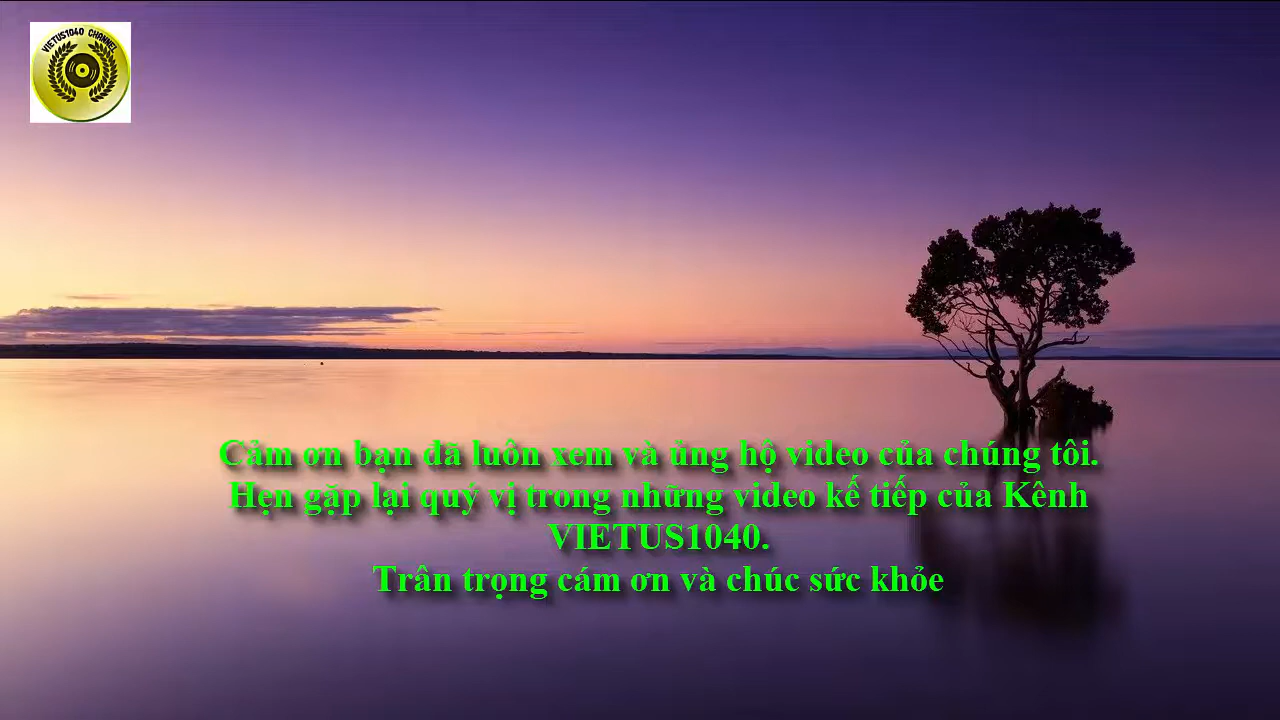 VIETUS1040 CHANNEL
Cảm ơn bạn đã luôn xem và ủng hộ video của chúng tôi.
Hẹn gặp lại quý vị trong những video kế tiếp của Kênh
VIETUS1040.
Trân trọng cám ơn và chúc sức khỏe